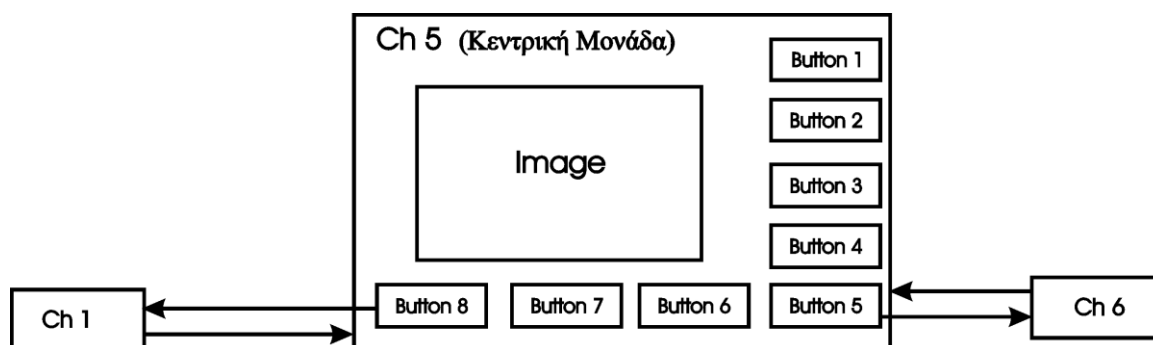 Ch 5 (Κεντρική Μονάδα)
Button 1
Button 2
Image
Button 3
Button 4
Ch 1
Button 8
Button 7
Button 6
Button 5
Ch 6